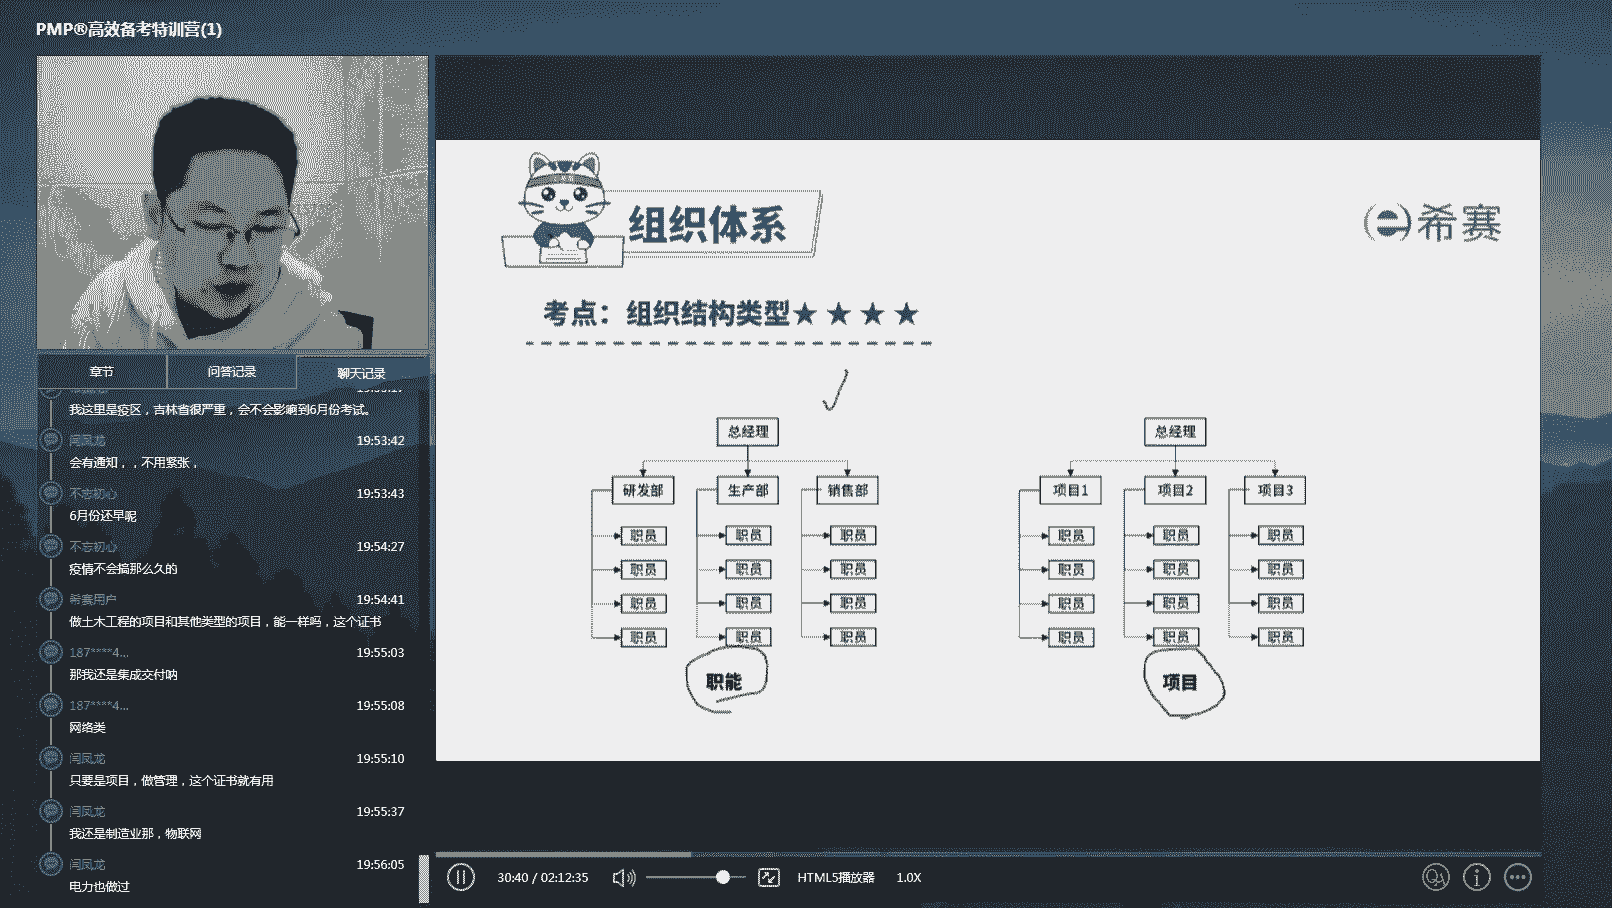 PMP®高效备考特训营(1)
章节
问答记录
聊天记录
我这里是疫区，吉林省很严重，会不会影响到6月份考试。
闫凤龙
19:53:42
会有通知，，不用紧张，
不忘初心
19:53:43
6月份还早呢
不忘初心
19:54:27
疫情不会搞那么久的
希赛用户
19:54:41
做土木工程的项目和其他类型的项目，能一样吗，这个证书
187****4...
19:55:03
那我还是集成交付呐
187****4...
19:55:08
网络类
闫凤龙
19:55:10
只要是项目，做管理，这个证书就有用
闫凤龙
19:55:37
我还是制造业那，物联网
闫凤龙
19:56:05
电力也做过
组织体系
希赛
考点：组织结构类型★★★★
总经理
研发部 生产部 销售部
职员 职员 职员
职员 职员 职员
职员 职员 职员
职员 职员 职员
职能
总经理
项目1 项目2 项目3
职员 职员 职员
职员 职员 职员
职员 职员 职员
职员 职员 职员
项目
30:40 / 02:12:35
HTML5播放器
1.0X
QA